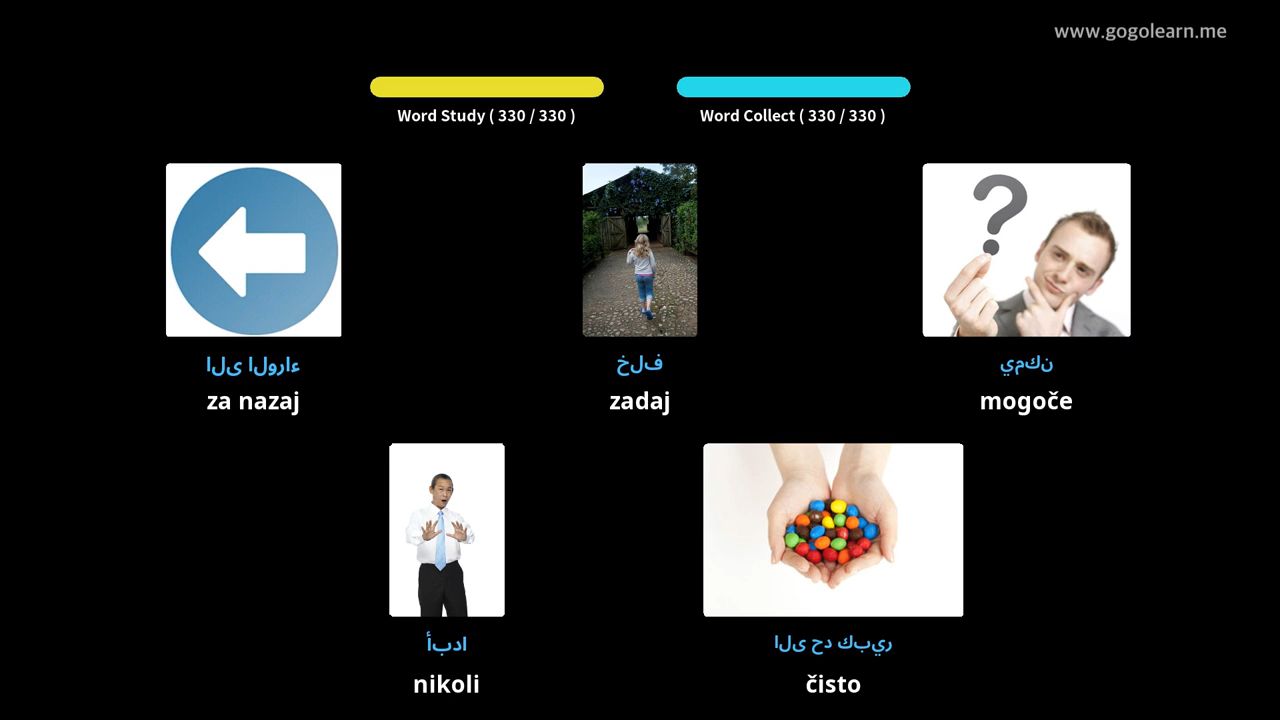 www.gogolearn.me
Word Study ( 330 / 330 )
Word Collect ( 330 / 330 )
الى الوراء
خلف
يمكن
za nazaj
zadaj
mogoče
أبدا
الى حد كبير
nikoli
čisto